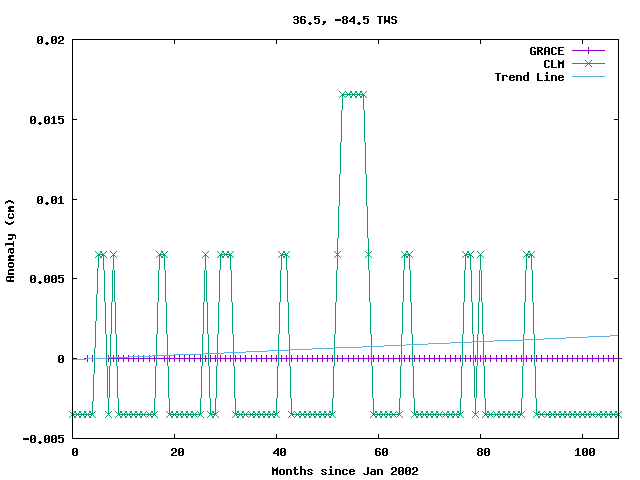 36.5, -84.5 TWS
GRACE
CLM
Trend Line
0.02
0.015
0.01
0.005
0
-0.005
Anomaly (cm)
0 20 40 60 80 100
Months since Jan 2002